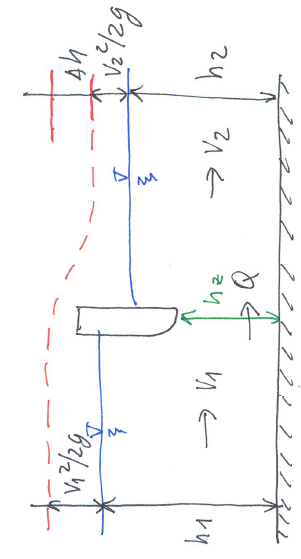 V₁²/2g
Δh
V₂²/2g
h₁
→ V₁
hz
→ Q
→ V₂
h₂